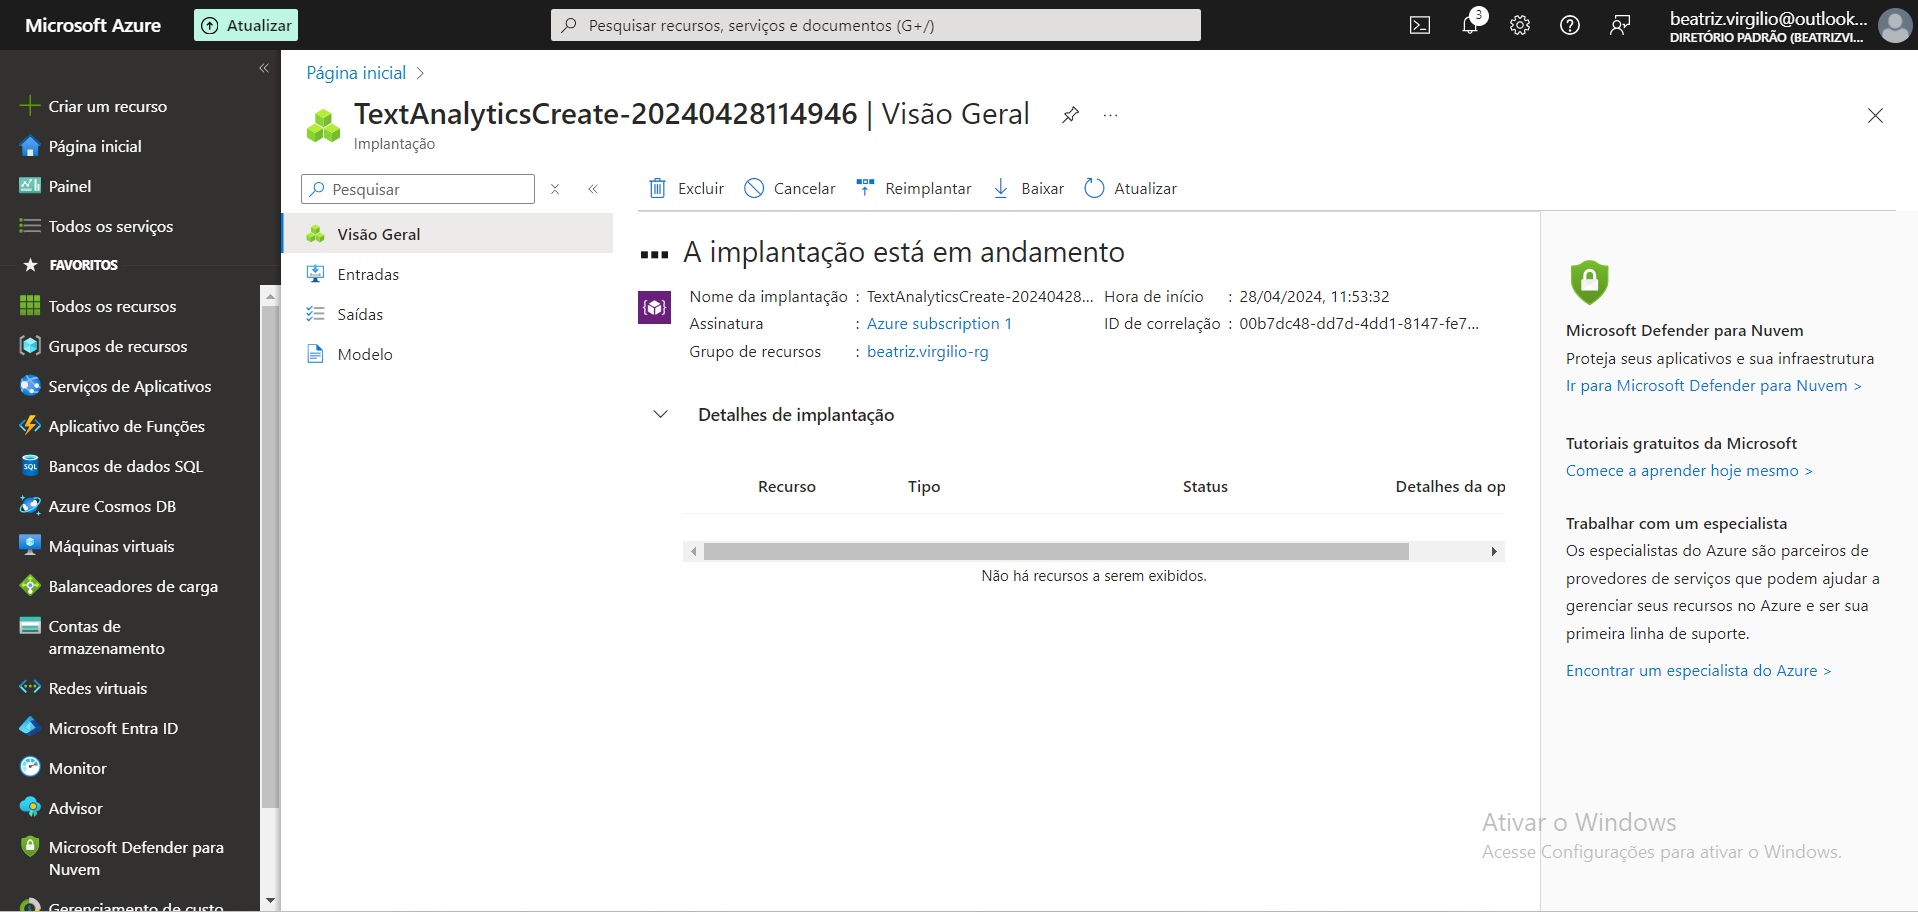 Microsoft Azure
Atualizar
Pesquisar recursos, serviços e documentos (G+/)
3
beatriz.virgilio@outlook...
DIRETÓRIO PADRÃO (BEATRIZVI...
Criar um recurso
Página inicial
Painel
Todos os serviços
FAVORITOS
Todos os recursos
Grupos de recursos
Serviços de Aplicativos
Aplicativo de Funções
Bancos de dados SQL
Azure Cosmos DB
Máquinas virtuais
Balanceadores de carga
Contas de
armazenamento
Redes virtuais
Microsoft Entra ID
Monitor
Advisor
Microsoft Defender para
Nuvem
Gerenciamento de custo
Página inicial >
TextAnalyticsCreate-20240428114946 | Visão Geral
Implantação
Pesquisar
Visão Geral
Entradas
Saídas
Modelo
Excluir
Cancelar
Reimplantar
Baixar
Atualizar
A implantação está em andamento
Nome da implantação : TextAnalyticsCreate-20240428...
Assinatura : Azure subscription 1
Grupo de recursos : beatriz.virgilio-rg
Hora de início : 28/04/2024, 11:53:32
ID de correlação : 00b7dc48-dd7d-4dd1-8147-fe7...
Detalhes de implantação
Recurso Tipo Status Detalhes da op
Não há recursos a serem exibidos.
Microsoft Defender para Nuvem
Proteja seus aplicativos e sua infraestrutura
Ir para Microsoft Defender para Nuvem >
Tutoriais gratuitos da Microsoft
Comece a aprender hoje mesmo >
Trabalhar com um especialista
Os especialistas do Azure são parceiros de
provedores de serviços que podem ajudar a
gerenciar seus recursos no Azure e ser sua
primeira linha de suporte.
Encontrar um especialista do Azure >
Ativar o Windows
Acesse Configurações para ativar o Windows.